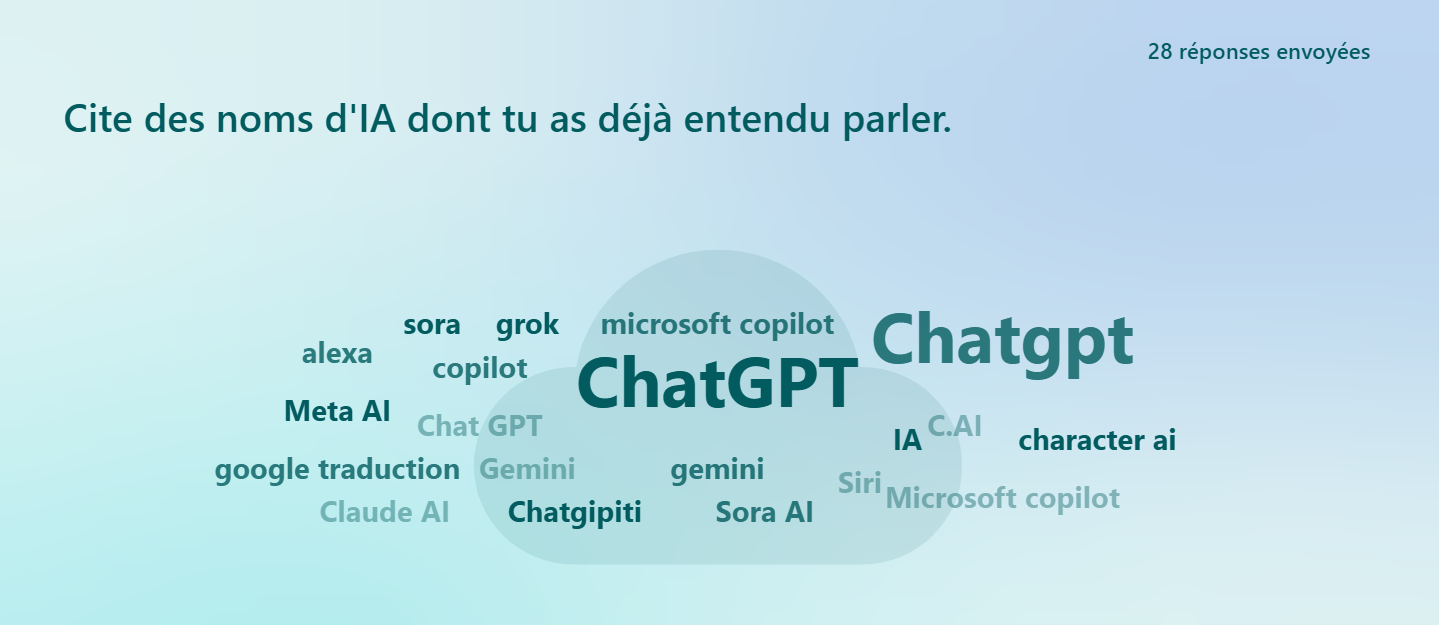 28 réponses envoyées
Cite des noms d'IA dont tu as déjà entendu parler.
sora grok microsoft copilot Chatgpt
alexa copilot ChatGPT
Meta AI Chat GPT IA C.AI character ai
google traduction Gemini gemini Siri Microsoft copilot
Claude AI Chatgipiti Sora AI